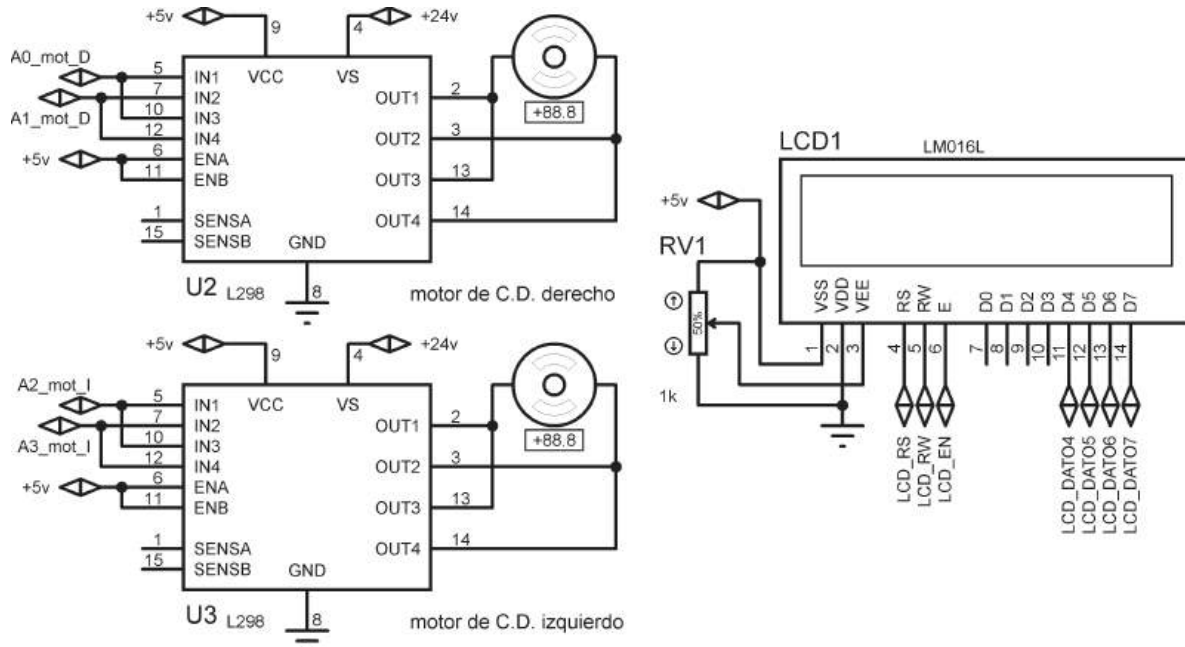 +5v
9
4
+24v
A0_mot_D
A1_mot_D
+5v
5
7
10
12
6
11
1
15
IN1
IN2
IN3
IN4
ENA
ENB
SENSA
SENSB
VCC
VS
GND
OUT1
OUT2
OUT3
OUT4
2
3
13
14
+88.8
8
U2 L298
motor de C.D. derecho
+5v
9
4
+24v
A2_mot_I
A3_mot_I
+5v
5
7
10
12
6
11
1
15
IN1
IN2
IN3
IN4
ENA
ENB
SENSA
SENSB
VCC
VS
GND
OUT1
OUT2
OUT3
OUT4
2
3
13
14
+88.8
8
U3 L298
motor de C.D. izquierdo
LCD1
LM016L
+5v
RV1
50%
1k
VSS
VDD
VEE
RS
RW
E
D0
D1
D2
D3
D4
D5
D6
D7
1
2
3
4
5
6
7
8
9
10
11
12
13
14
LCD_RS
LCD_RW
LCD_EN
LCD_DATO4
LCD_DATO5
LCD_DATO6
LCD_DATO7